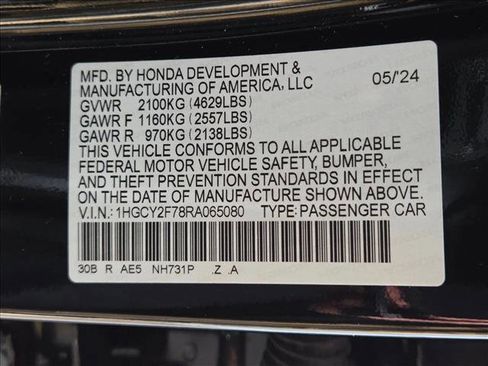 MFD. BY HONDA DEVELOPMENT &
MANUFACTURING OF AMERICA, LLC 05/24
GVWR 2100KG (4629LBS)
GAWR F 1160KG (2557LBS)
GAWR R 970KG (2138LBS)
THIS VEHICLE CONFORMS TO ALL APPLICABLE
FEDERAL MOTOR VEHICLE SAFETY, BUMPER,
AND THEFT PREVENTION STANDARDS IN EFFECT
ON THE DATE OF MANUFACTURE SHOWN ABOVE.
V.I.N.: 1HGCY2F78RA065080 TYPE: PASSENGER CAR
30B R AE5 NH731P .Z .A